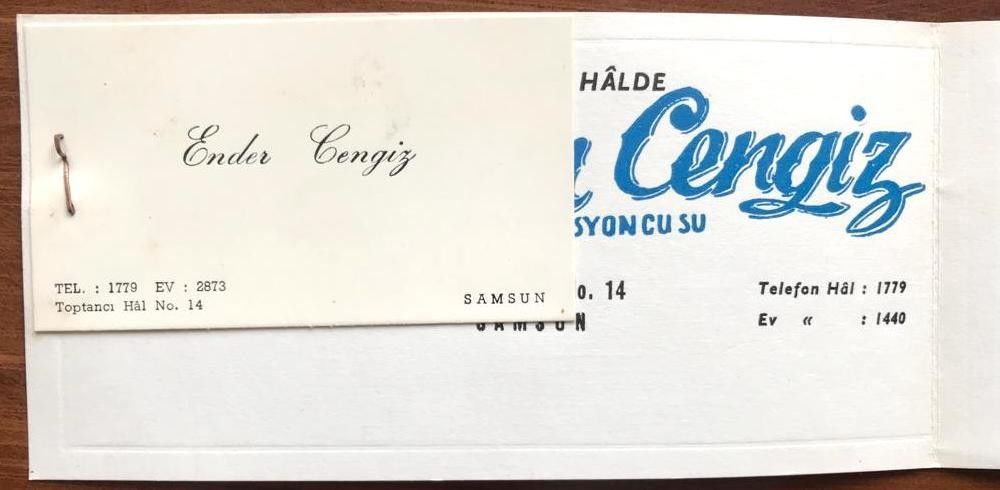 Ender Cengiz
TEL. : 1779 EV : 2873
Toptancı Hâl No. 14
SAMSUN
HÂLDE
Cengiz
SYONCUSU
o. 14
SAMSUN
Telefon Hâl : 1779
Ev « : 1440